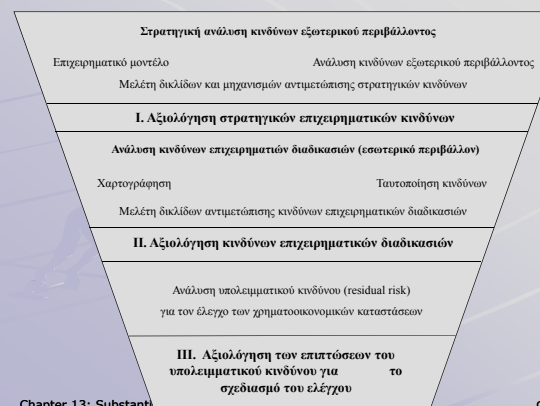 Στρατηγική ανάλυση κινδύνων εξωτερικού περιβάλλοντος
Επιχειρηματικό μοντέλο Ανάλυση κινδύνων εξωτερικού περιβάλλοντος
Μελέτη δικλίδων και μηχανισμών αντιμετώπισης στρατηγικών κινδύνων
Ι. Αξιολόγηση στρατηγικών επιχειρηματικών κινδύνων
Ανάλυση κινδύνων επιχειρηματιών διαδικασιών (εσωτερικό περιβάλλον)
Χαρτογράφηση Ταυτοποίηση κινδύνων
Μελέτη δικλίδων αντιμετώπισης κινδύνων επιχειρηματικών διαδικασιών
ΙΙ. Αξιολόγηση κινδύνων επιχειρηματικών διαδικασιών
Ανάλυση υπολειμματικού κινδύνου (residual risk)
για τον έλεγχο των χρηματοοικονομικών καταστάσεων
ΙΙΙ. Αξιολόγηση των επιπτώσεων του
υπολειμματικού κινδύνου για το
σχεδιασμό του ελέγχου
Chapter 13: Substanti